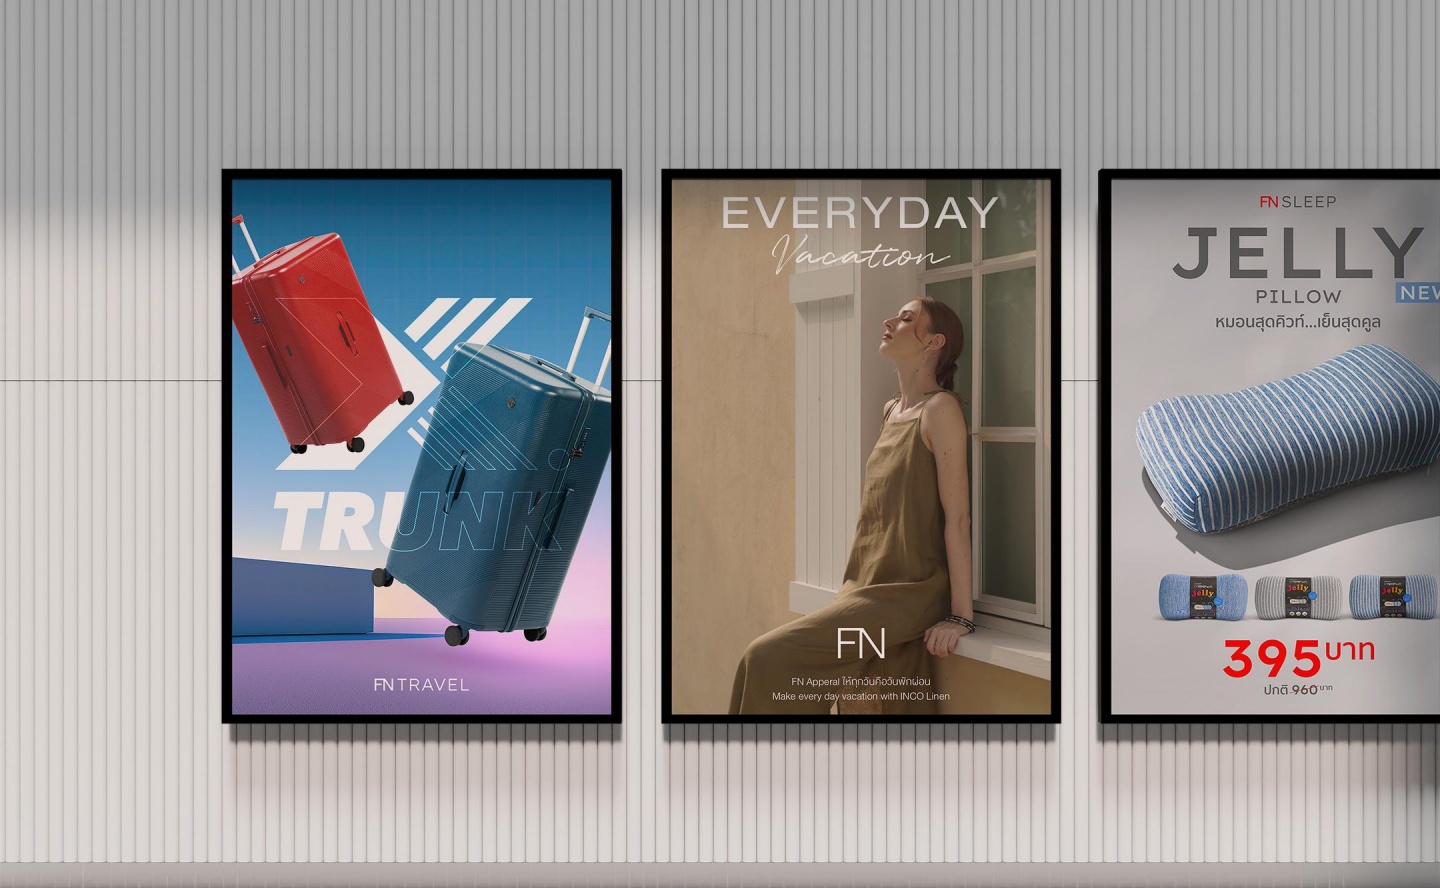 TRUNK
FN TRAVEL
EVERYDAY
Vacation
FN
FN Apperal ให้ทุกวันคือวันพักผ่อน
Make every day vacation with INCO Linen
FN SLEEP
JELLY
PILLOW
NEW
หมอนสุดคิวท์...เย็นสุดคูล
Jelly
Jelly
Jelly
395บาท
ปกติ 960บาท